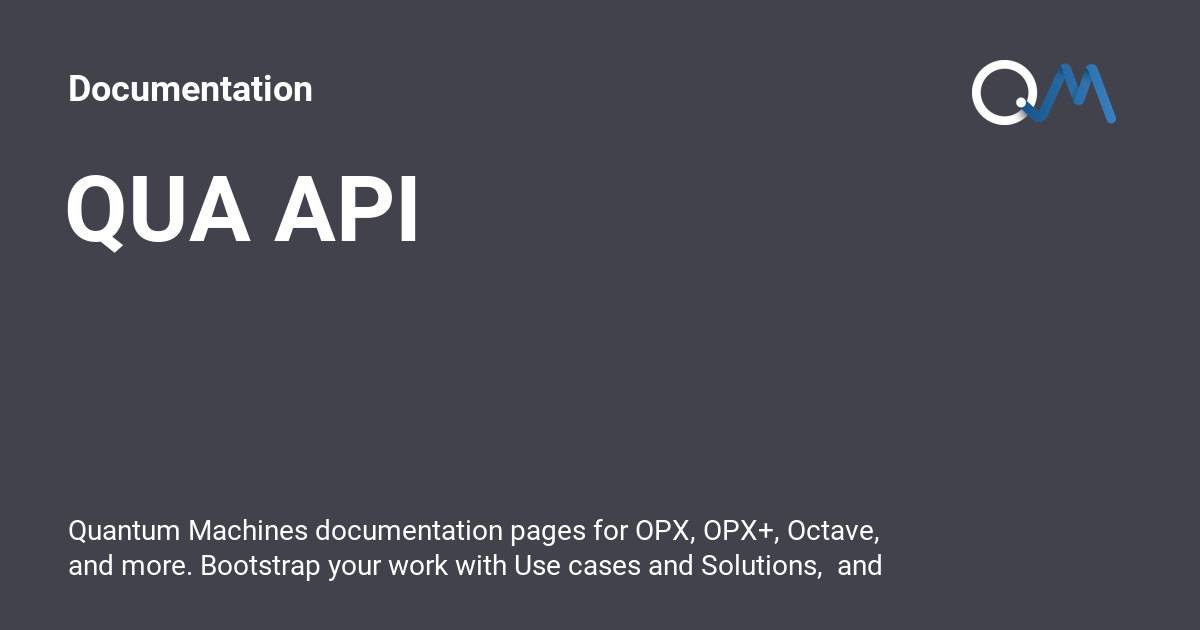 Documentation
QM
QUA API
Quantum Machines documentation pages for OPX, OPX+, Octave,
and more. Bootstrap your work with Use cases and Solutions,  and